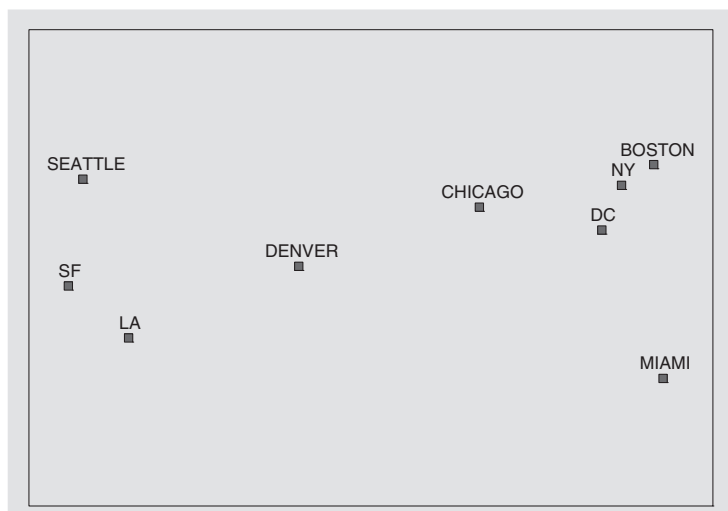 BOSTON
SEATTLE
NY
CHICAGO
DC
DENVER
SF
LA
MIAMI